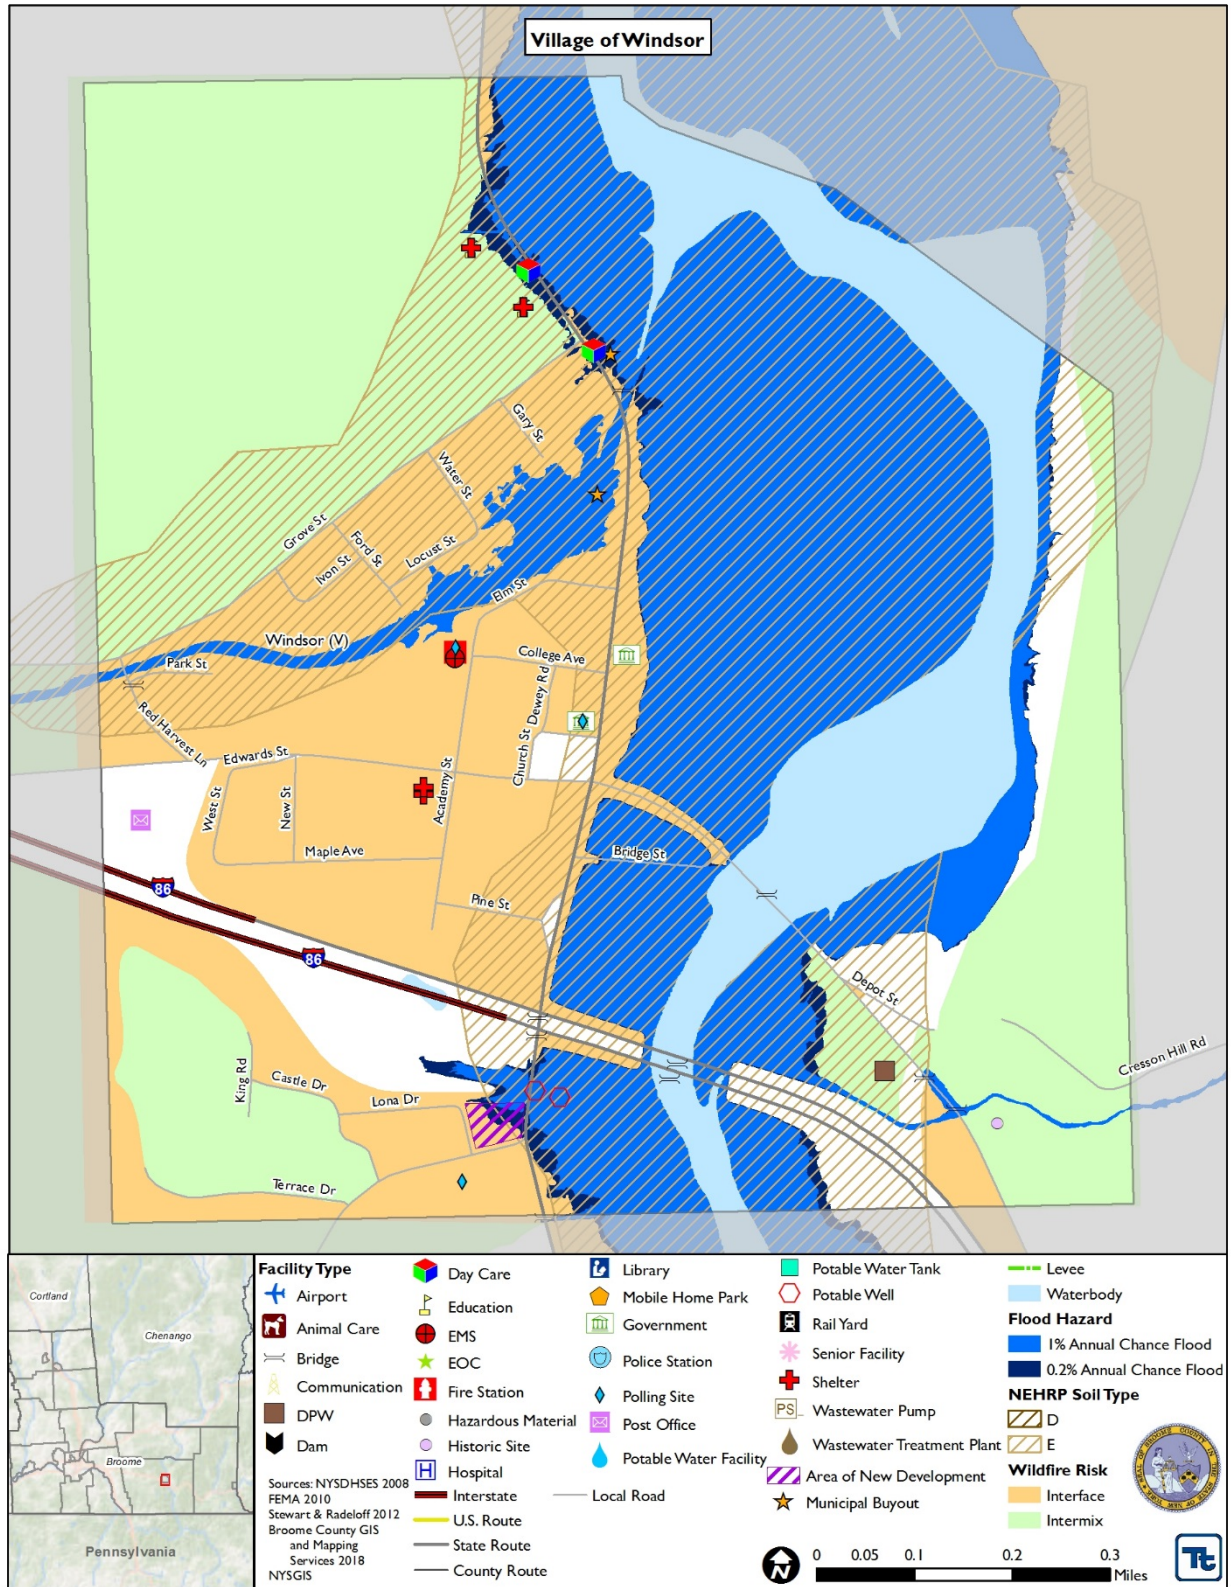 Village of Windsor
Gary St
Water St
Grove St
Ford St
Ivon St
Locust St
Elm St
Windsor (V)
Park St
College Ave
Dewey Rd
Church St
Red Harvest Ln
Edwards St
West St
New St
Academy St
Maple Ave
Bridge St
86
Pine St
86
Depot St
Cresson Hill Rd
King Rd
Castle Dr
Lona Dr
Terrace Dr
Cortland
Chenango
Broome
Pennsylvania
Facility Type
Airport
Animal Care
Bridge
Communication
DPW
Dam
Sources: NYSDHSES 2008
FEMA 2010
Stewart & Radeloff 2012
Broome County GIS
and Mapping
Services 2018
NYSGIS
Day Care
Education
EMS
EOC
Fire Station
Hazardous Material
Historic Site
H Hospital
Interstate
U.S. Route
State Route
County Route
Library
Mobile Home Park
Government
Police Station
Polling Site
Post Office
Potable Water Facility
Local Road
Potable Water Tank
Potable Well
Rail Yard
Senior Facility
Shelter
PS Wastewater Pump
Wastewater Treatment Plant
Area of New Development
Municipal Buyout
Levee
Waterbody
Flood Hazard
1% Annual Chance Flood
0.2% Annual Chance Flood
NEHRP Soil Type
D
E
Wildfire Risk
Interface
Intermix
N
0 0.05 0.1 0.2 0.3
Miles
Tt